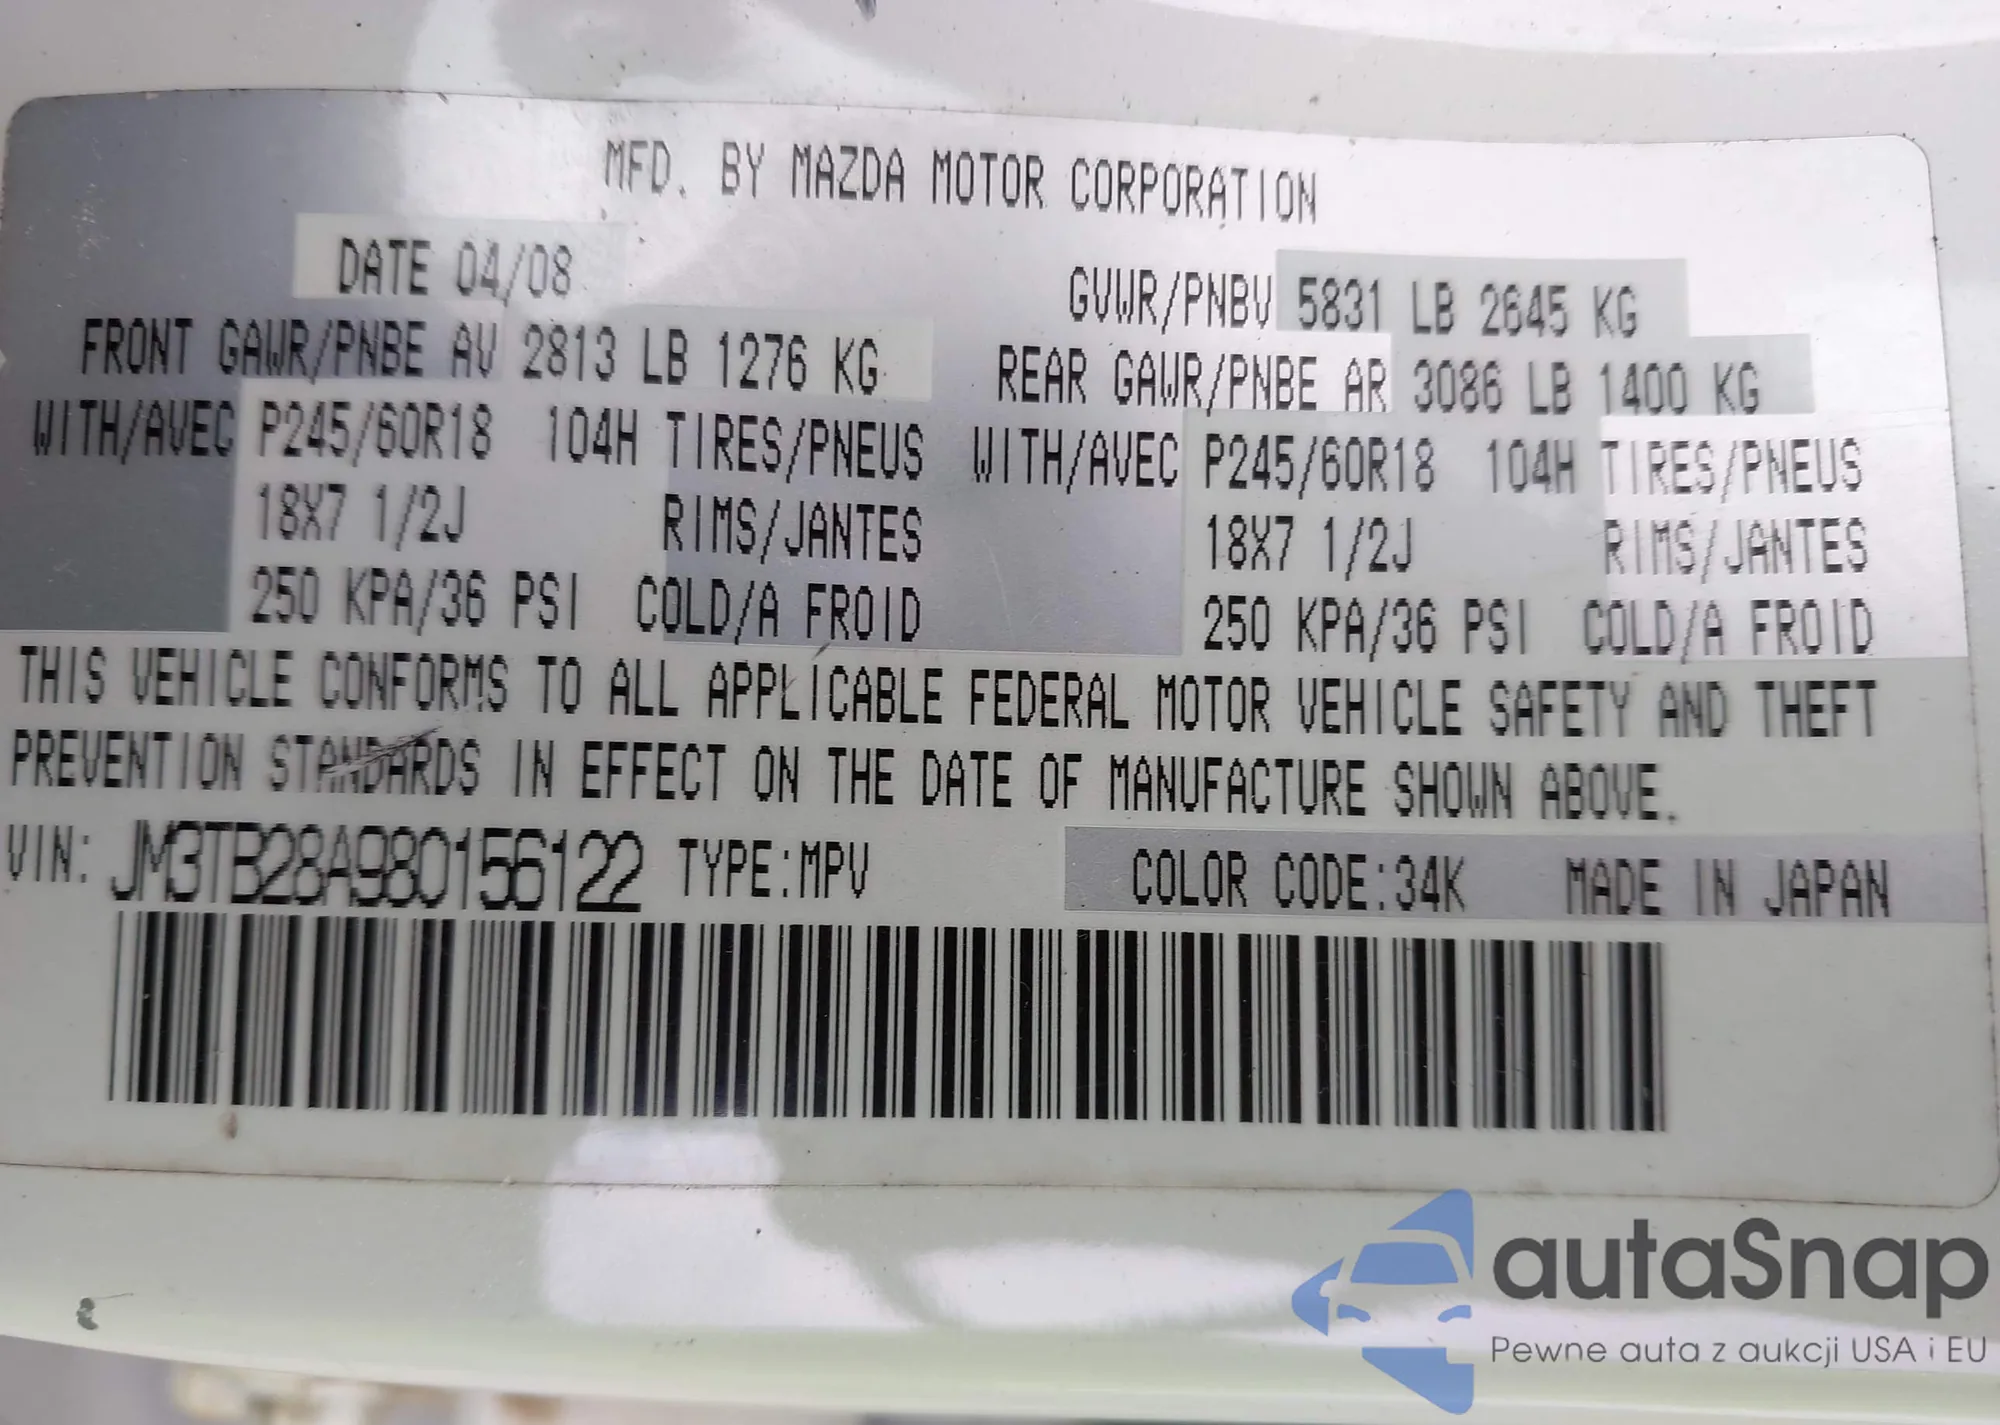 MFD. BY MAZDA MOTOR CORPORATION
DATE 04/08
GVWR/PNBV 5831 LB 2645 KG
FRONT GAWR/PNBE AV 2813 LB 1276 KG
REAR GAWR/PNBE AR 3086 LB 1400 KG
WITH/AVEC P245/60R18 104H TIRES/PNEUS
WITH/AVEC P245/60R18 104H TIRES/PNEUS
18X7 1/2J RIMS/JANTES
18X7 1/2J RIMS/JANTES
250 KPA/36 PSI COLD/A FROID
250 KPA/36 PSI COLD/A FROID
THIS VEHICLE CONFORMS TO ALL APPLICABLE FEDERAL MOTOR VEHICLE SAFETY AND THEFT
PREVENTION STANDARDS IN EFFECT ON THE DATE OF MANUFACTURE SHOWN ABOVE.
VIN: JM3TB28A980156122 TYPE:MPV COLOR CODE:34K MADE IN JAPAN
autaSnap
Pewne auta z aukcji USA i EU